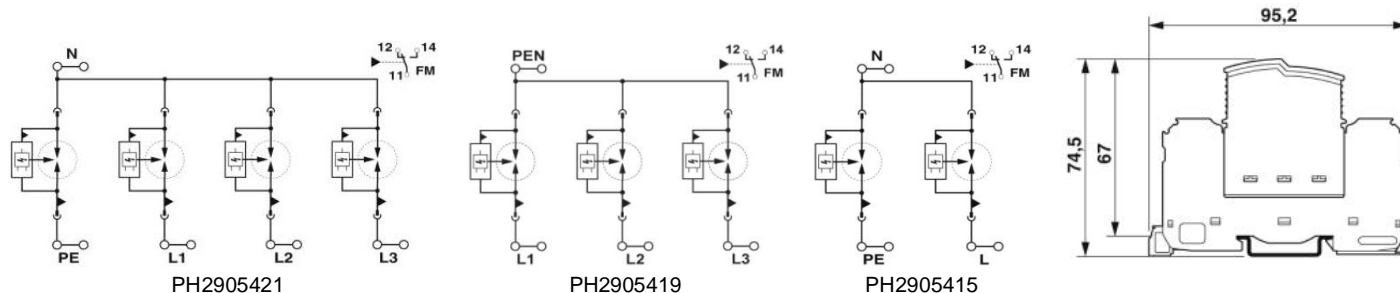 N
12 14
11 FM
PE L1 L2 L3
PH2905421
PEN
12 14
11 FM
L1 L2 L3
PH2905419
N
12 14
11 FM
PE L
PH2905415
95,2
74,5
67